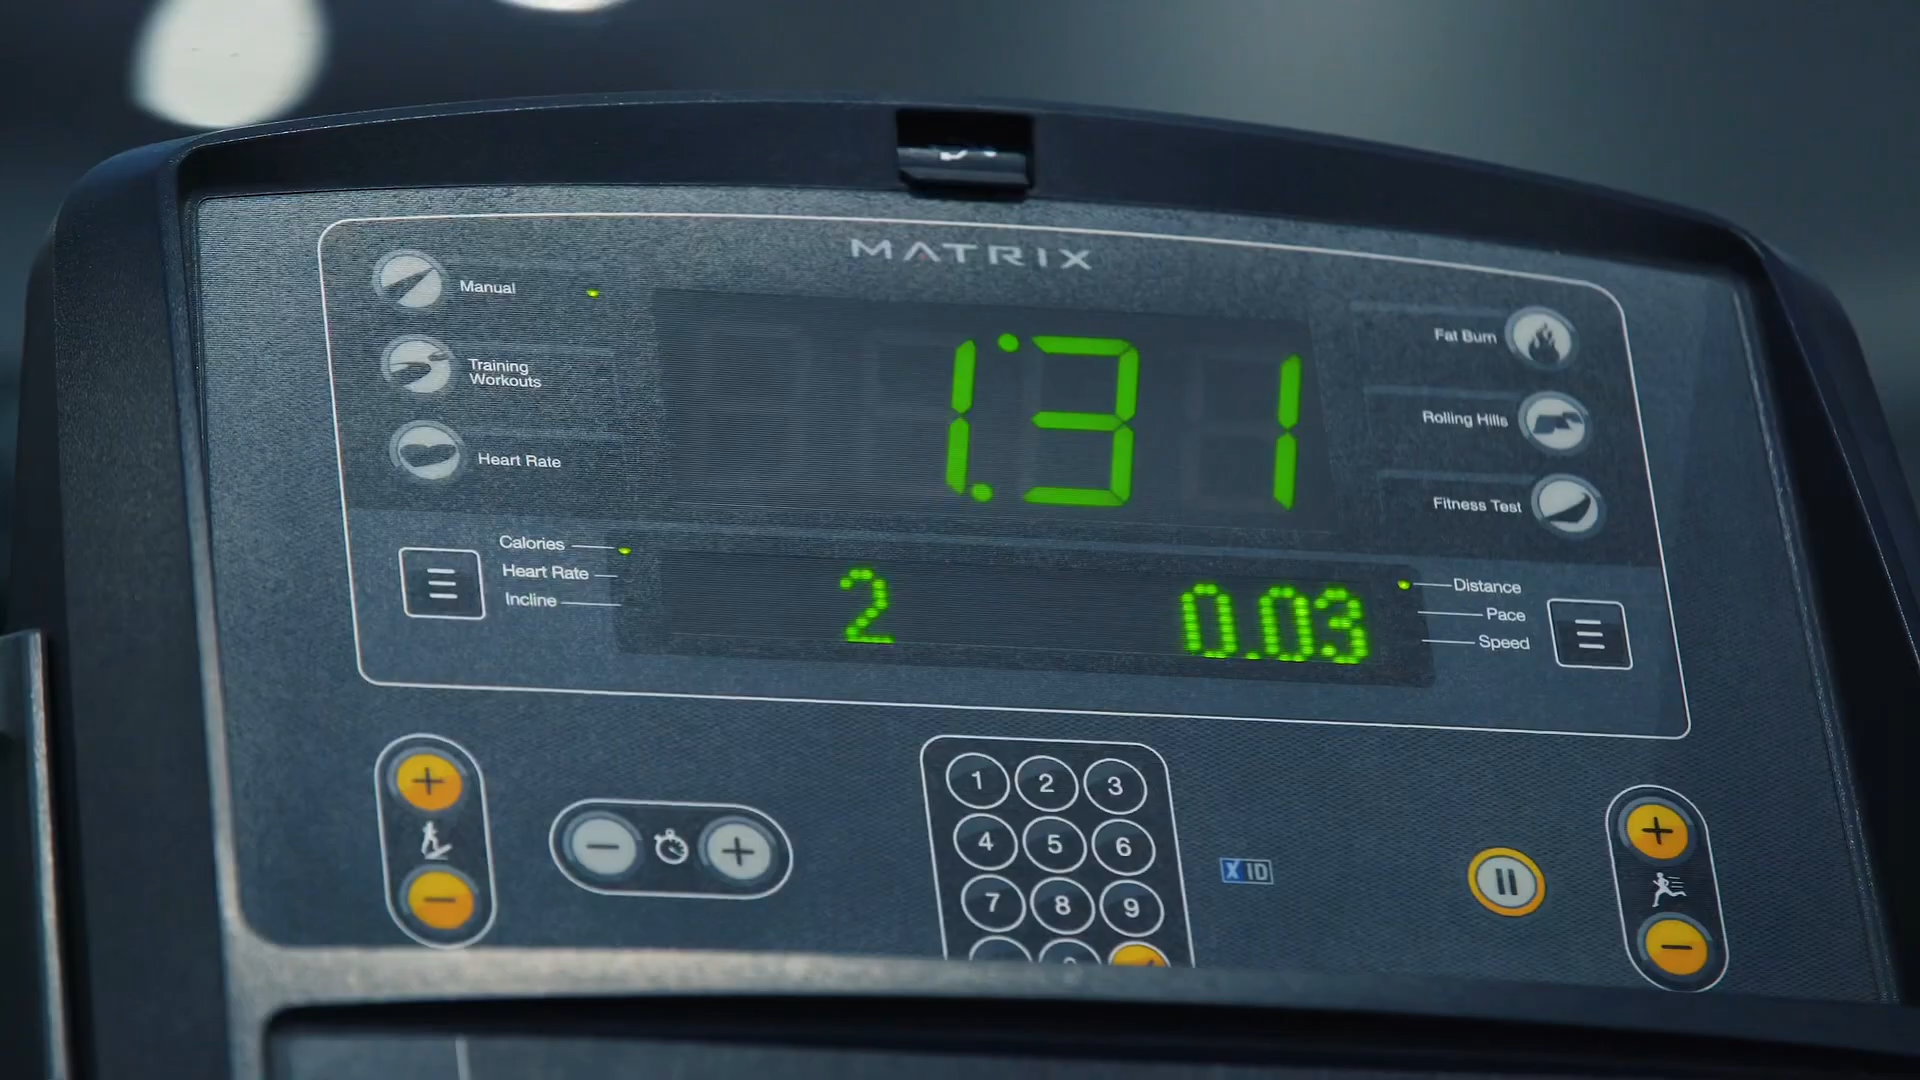 MATRIX
Manual
Training
Workouts
Heart Rate
1:31
Fat Burn
Rolling Hills
Fitness Test
Calories
Heart Rate
Incline
2
0.03
Distance
Pace
Speed
1 2 3
4 5 6
7 8 9
X ID